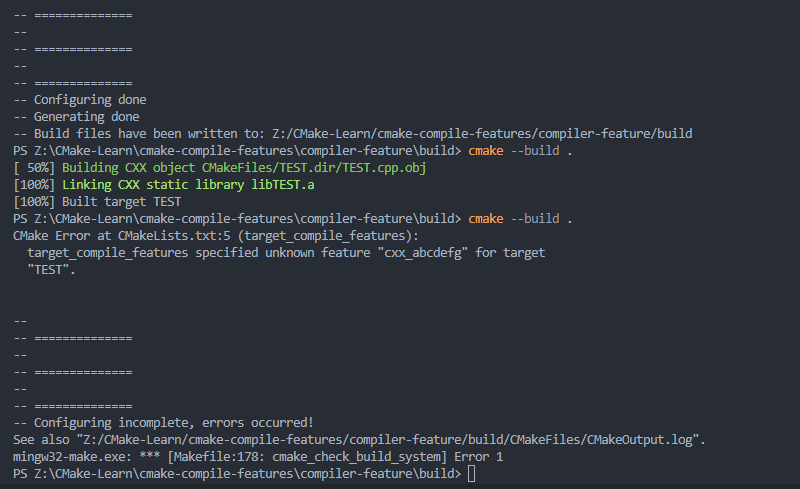 -- ==============
--
-- ==============
--
-- ==============
-- Configuring done
-- Generating done
-- Build files have been written to: Z:/CMake-Learn/cmake-compile-features/compiler-feature/build
PS Z:\CMake-Learn\cmake-compile-features\compiler-feature\build> cmake --build .
[ 50%] Building CXX object CMakeFiles/TEST.dir/TEST.cpp.obj
[100%] Linking CXX static library libTEST.a
[100%] Built target TEST
PS Z:\CMake-Learn\cmake-compile-features\compiler-feature\build> cmake --build .
CMake Error at CMakeLists.txt:5 (target_compile_features):
  target_compile_features specified unknown feature "cxx_abcdefg" for target
  "TEST".
--
-- ==============
--
-- ==============
--
-- ==============
-- Configuring incomplete, errors occurred!
See also "Z:/CMake-Learn/cmake-compile-features/compiler-feature/build/CMakeFiles/CMakeOutput.log".
mingw32-make.exe: *** [Makefile:178: cmake_check_build_system] Error 1
PS Z:\CMake-Learn\cmake-compile-features\compiler-feature\build>